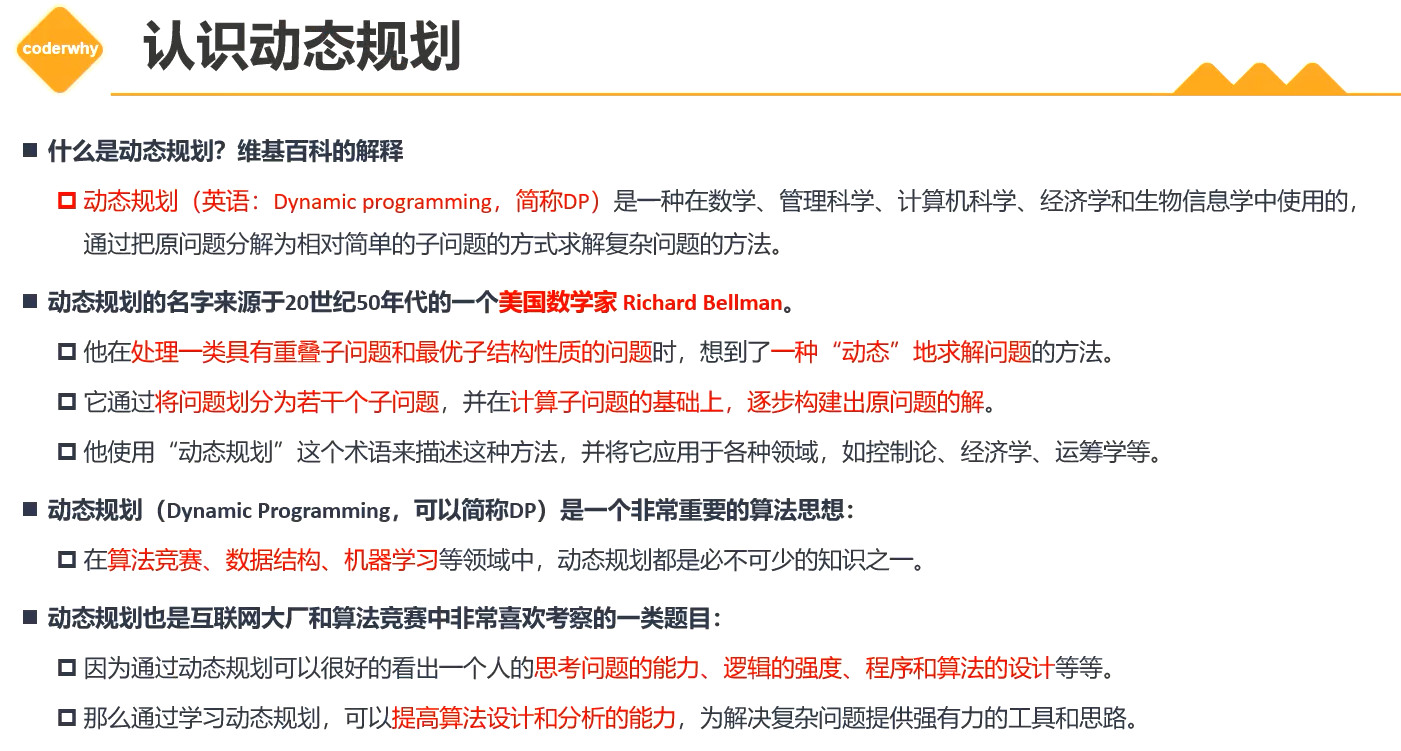 coderwhy
认识动态规划
什么是动态规划？维基百科的解释
动态规划（英语：Dynamic programming，简称DP）是一种在数学、管理科学、计算机科学、经济学和生物信息学中使用的，
通过把原问题分解为相对简单的子问题的方式求解复杂问题的方法。
动态规划的名字来源于20世纪50年代的一个美国数学家 Richard Bellman。
他在处理一类具有重叠子问题和最优子结构性质的问题时，想到了一种“动态”地求解问题的方法。
它通过将问题划分为若干个子问题，并在计算子问题的基础上，逐步构建出原问题的解。
他使用“动态规划”这个术语来描述这种方法，并将它应用于各种领域，如控制论、经济学、运筹学等。
动态规划（Dynamic Programming，可以简称DP）是一个非常重要的算法思想：
在算法竞赛、数据结构、机器学习等领域中，动态规划都是必不可少的知识之一。
动态规划也是互联网大厂和算法竞赛中非常喜欢考察的一类题目：
因为通过动态规划可以很好的看出一个人的思考问题的能力、逻辑的强度、程序和算法的设计等等。
那么通过学习动态规划，可以提高算法设计和分析的能力，为解决复杂问题提供强有力的工具和思路。